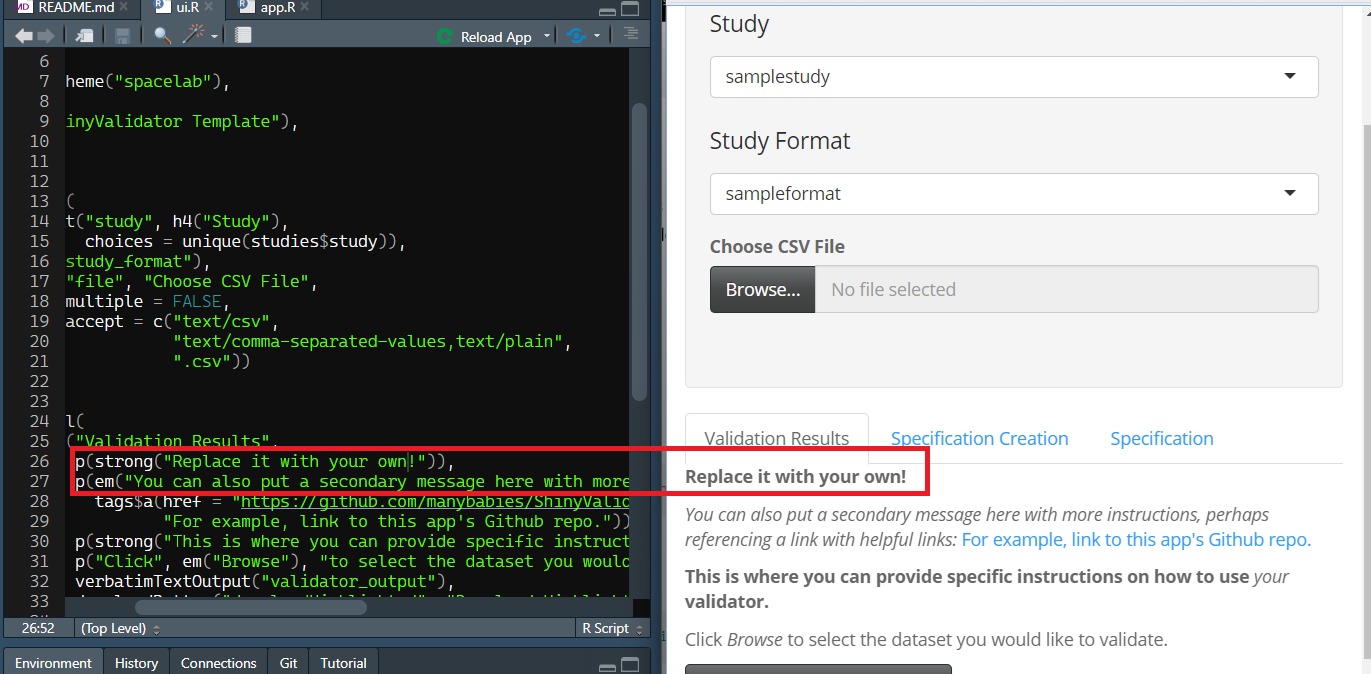 README.md
ui.R
app.R
Reload App
6
7 heme("spacelab"),
8
9 inyValidator Template"),
10
11
12
13 (
14 t("study", h4("Study"),
15 choices = unique(studies$study)),
16 study_format"),
17 "file", "Choose CSV File",
18 multiple = FALSE,
19 accept = c("text/csv",
20 "text/comma-separated-values,text/plain",
21 ".csv"))
22
23
24 l(
25 ("Validation Results",
26 p(strong("Replace it with your own!")),
27 p(em("You can also put a secondary message here with more
28 tags$a(href = "https://github.com/manybabies/ShinyValid
29 "For example, link to this app's Github repo."))
30 p(strong("This is where you can provide specific instruct
31 p("Click", em("Browse"), "to select the dataset you would
32 verbatimTextOutput("validator_output"),
33
26:52 (Top Level) R Script
Environment History Connections Git Tutorial
Study
samplestudy
Study Format
sampleformat
Choose CSV File
Browse... No file selected
Validation Results Specification Creation Specification
Replace it with your own!
You can also put a secondary message here with more instructions, perhaps
referencing a link with helpful links: For example, link to this app's Github repo.
This is where you can provide specific instructions on how to use your
validator.
Click Browse to select the dataset you would like to validate.